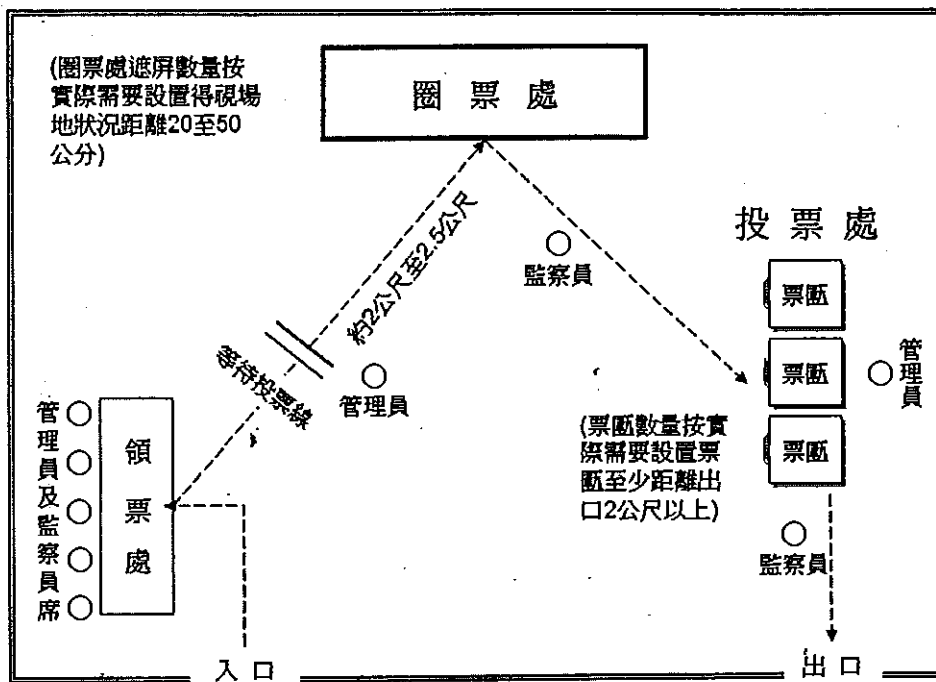 (圈票處遮屏數量按
實際需要設置得視場
地狀況距離20至50
公分)
圈票處
約2公尺至2.5公尺
等待投票線
監察員
投票處
票匭
票匭
票匭
管理員
管理員
(票匭數量按實
際需要設置票
匭至少距離出
口2公尺以上)
管理員及監察員席
領票處
監察員
入口
出口